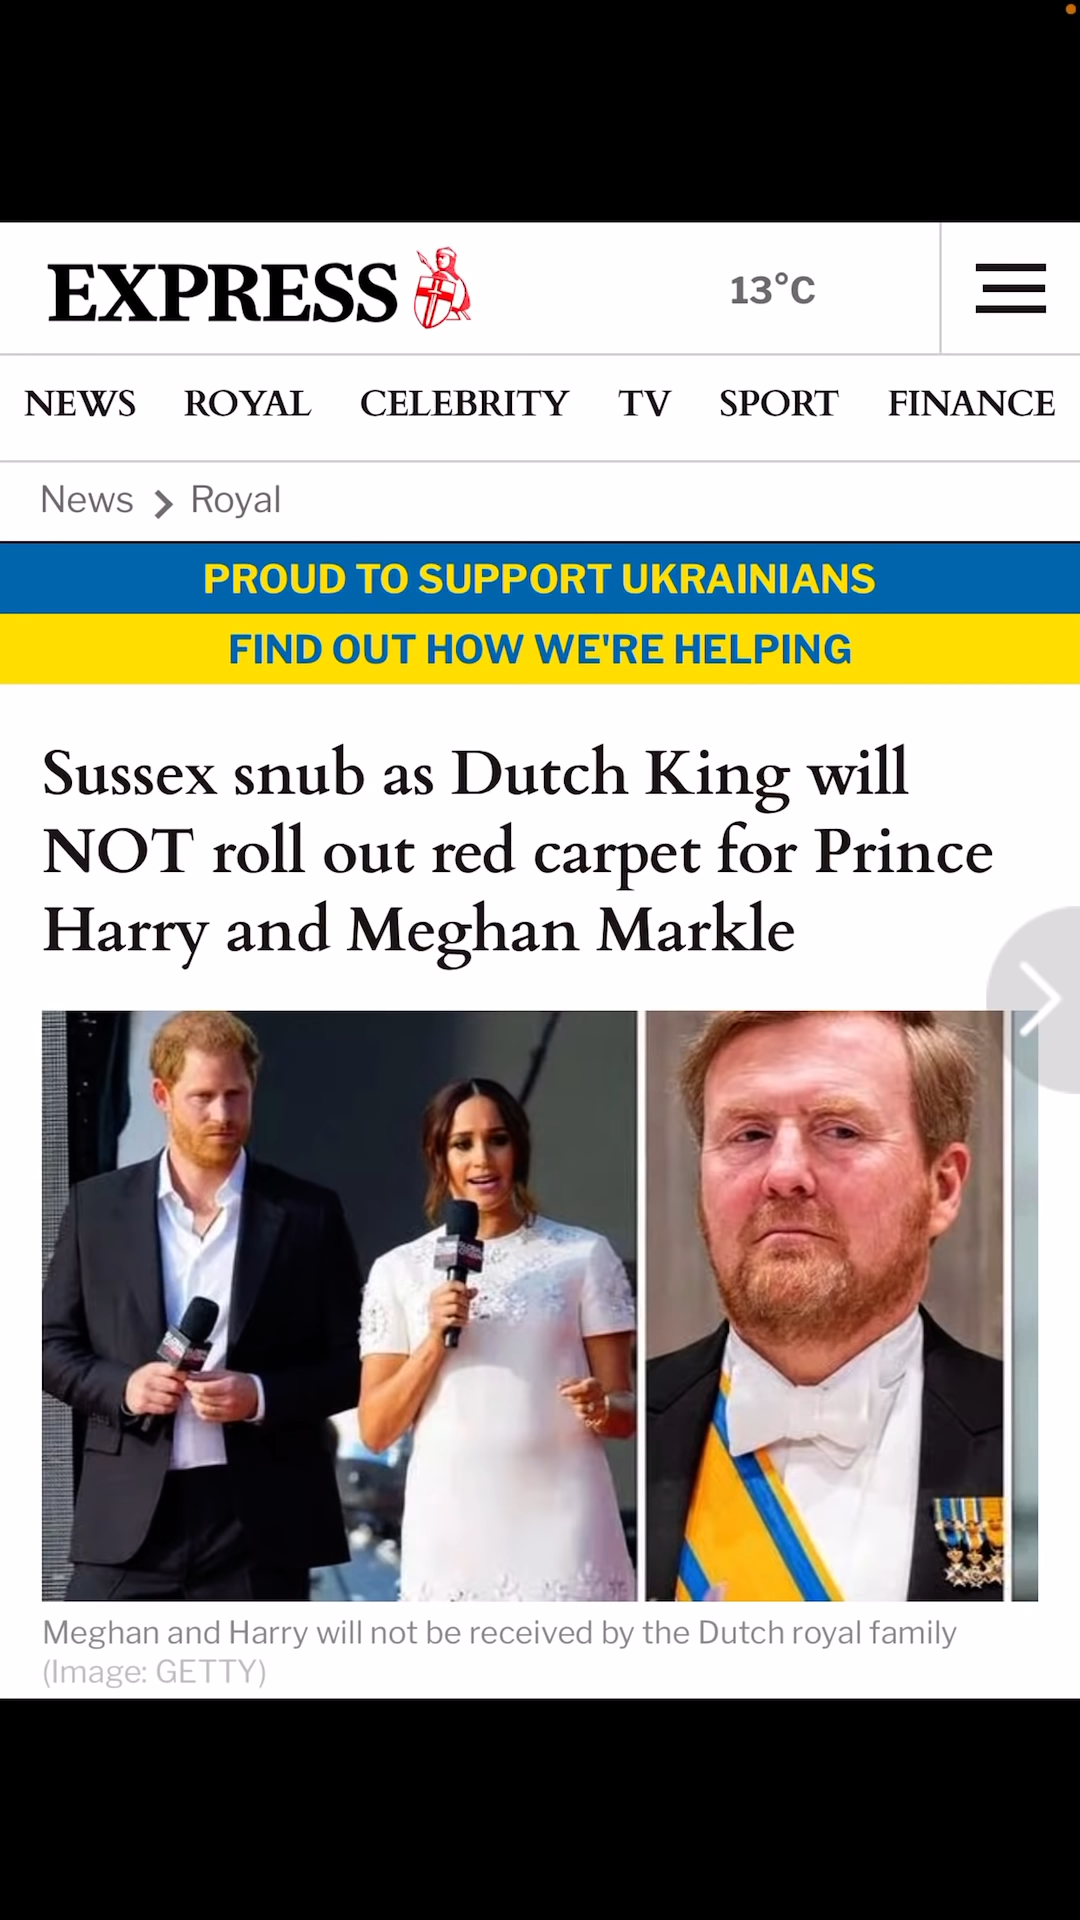 EXPRESS
13°C
NEWS ROYAL CELEBRITY TV SPORT FINANCE
News > Royal
PROUD TO SUPPORT UKRAINIANS
FIND OUT HOW WE'RE HELPING
Sussex snub as Dutch King will
NOT roll out red carpet for Prince
Harry and Meghan Markle
Meghan and Harry will not be received by the Dutch royal family
(Image: GETTY)